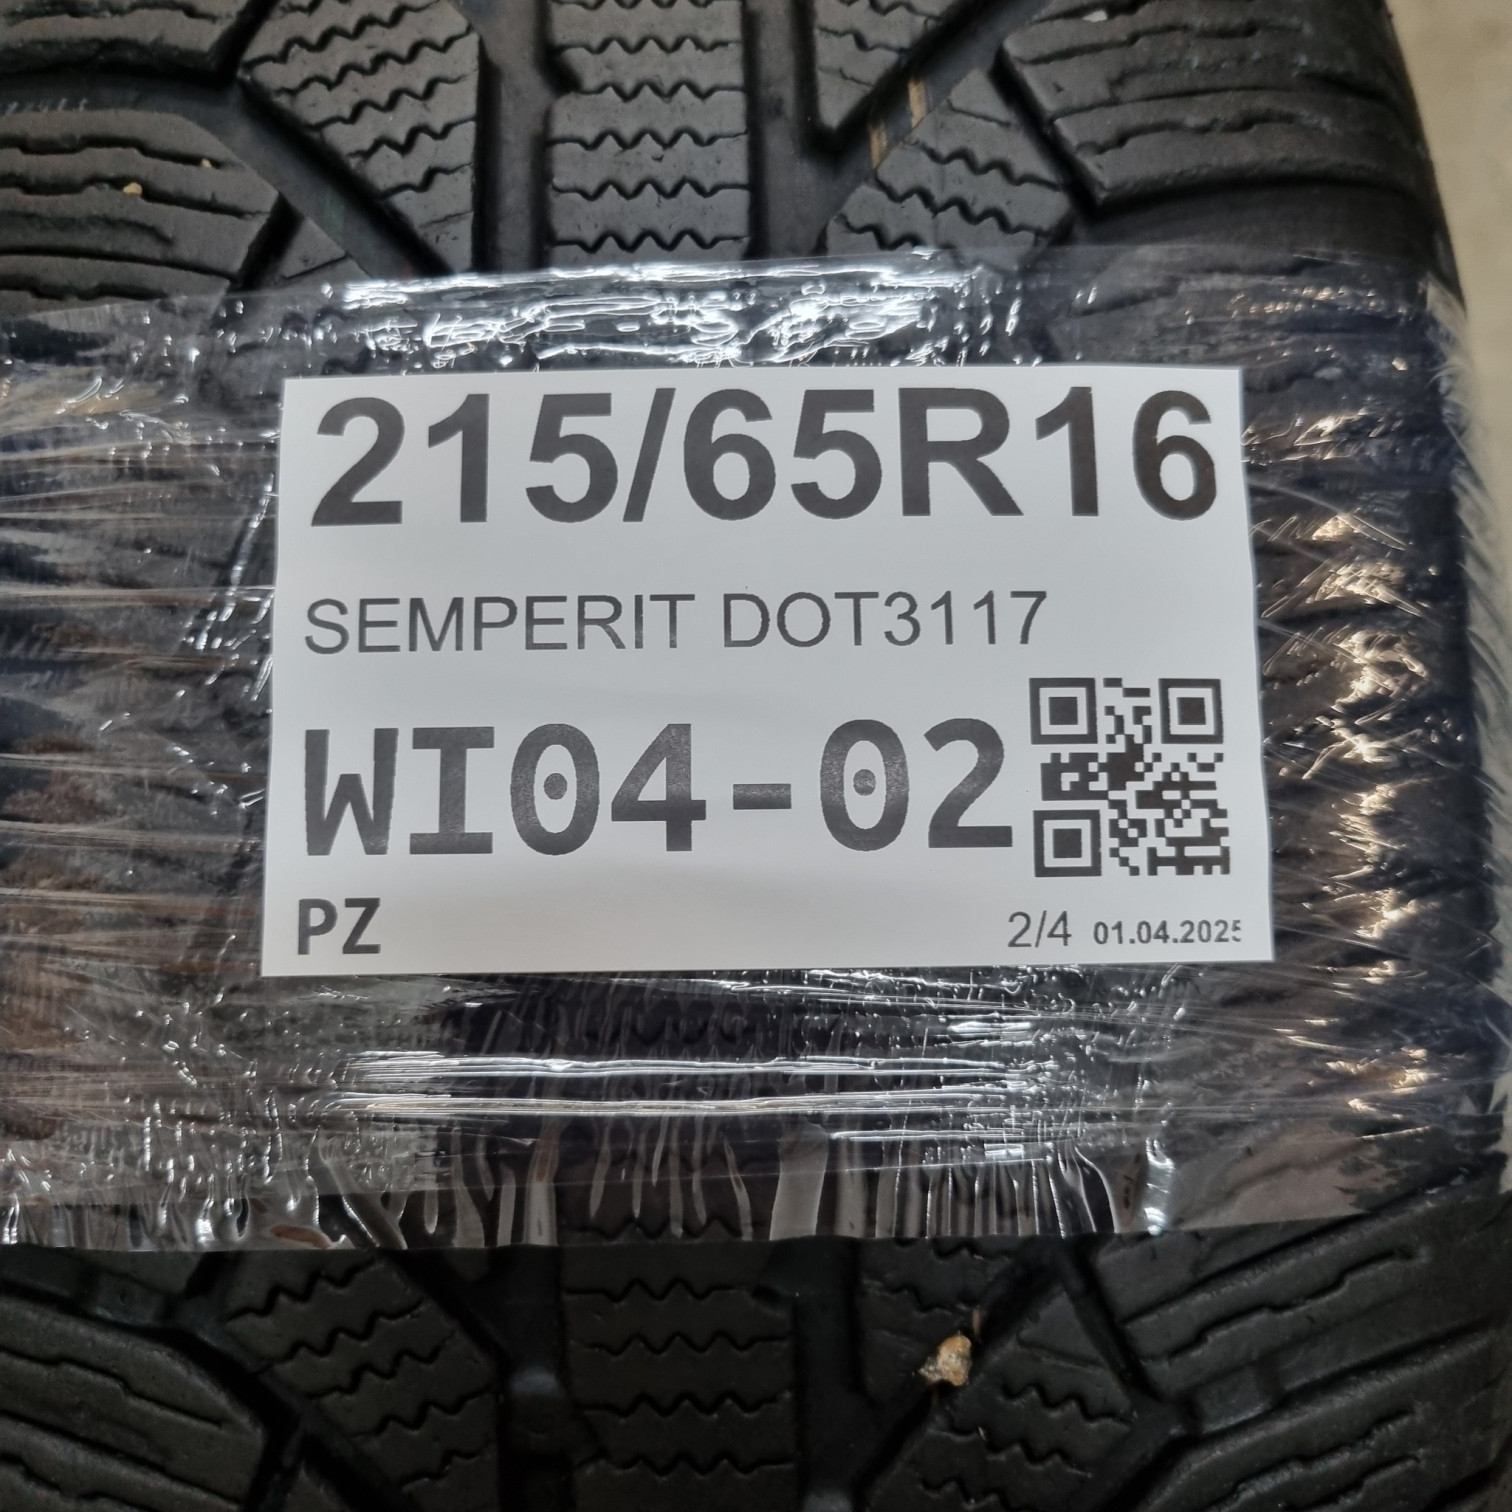 215/65R16
SEMPERIT DOT3117
WI04-02
PZ
2/4 01.04.2025